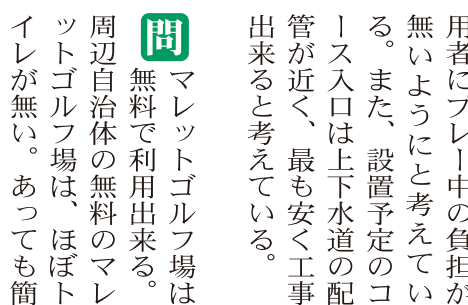 用者にプレー中の負担が
無いようにと考えてい
る。また、設置予定のコ
ース入口は上下水道の配
管が近く、最も安く工事
出来ると考えている。
問 マレットゴルフ場は
無料で利用出来る。
周辺自治体の無料のマレ
ットゴルフ場は、ほぼト
イレが無い。あっても簡